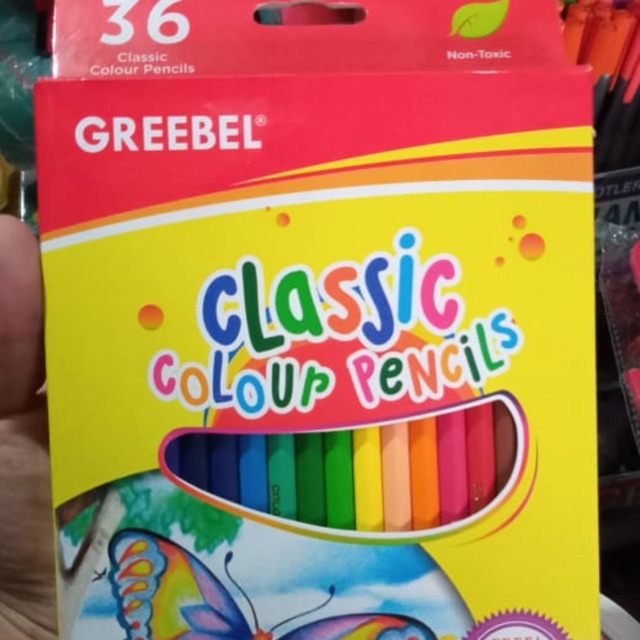 36
Classic
Colour Pencils
Non-Toxic
GREEBEL®
CLassic
COLOUr PeNCiLs